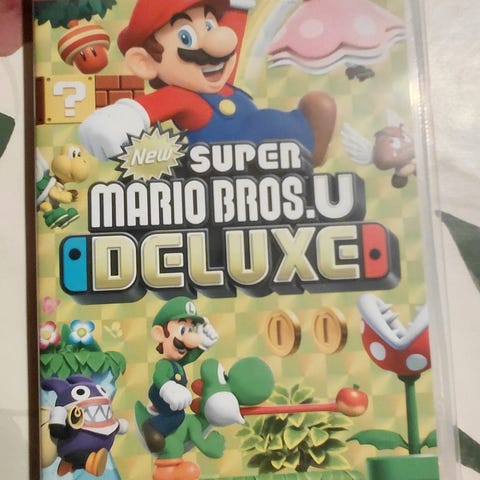 ?
New SUPER
MARIO BROS.U
DELUXE
L